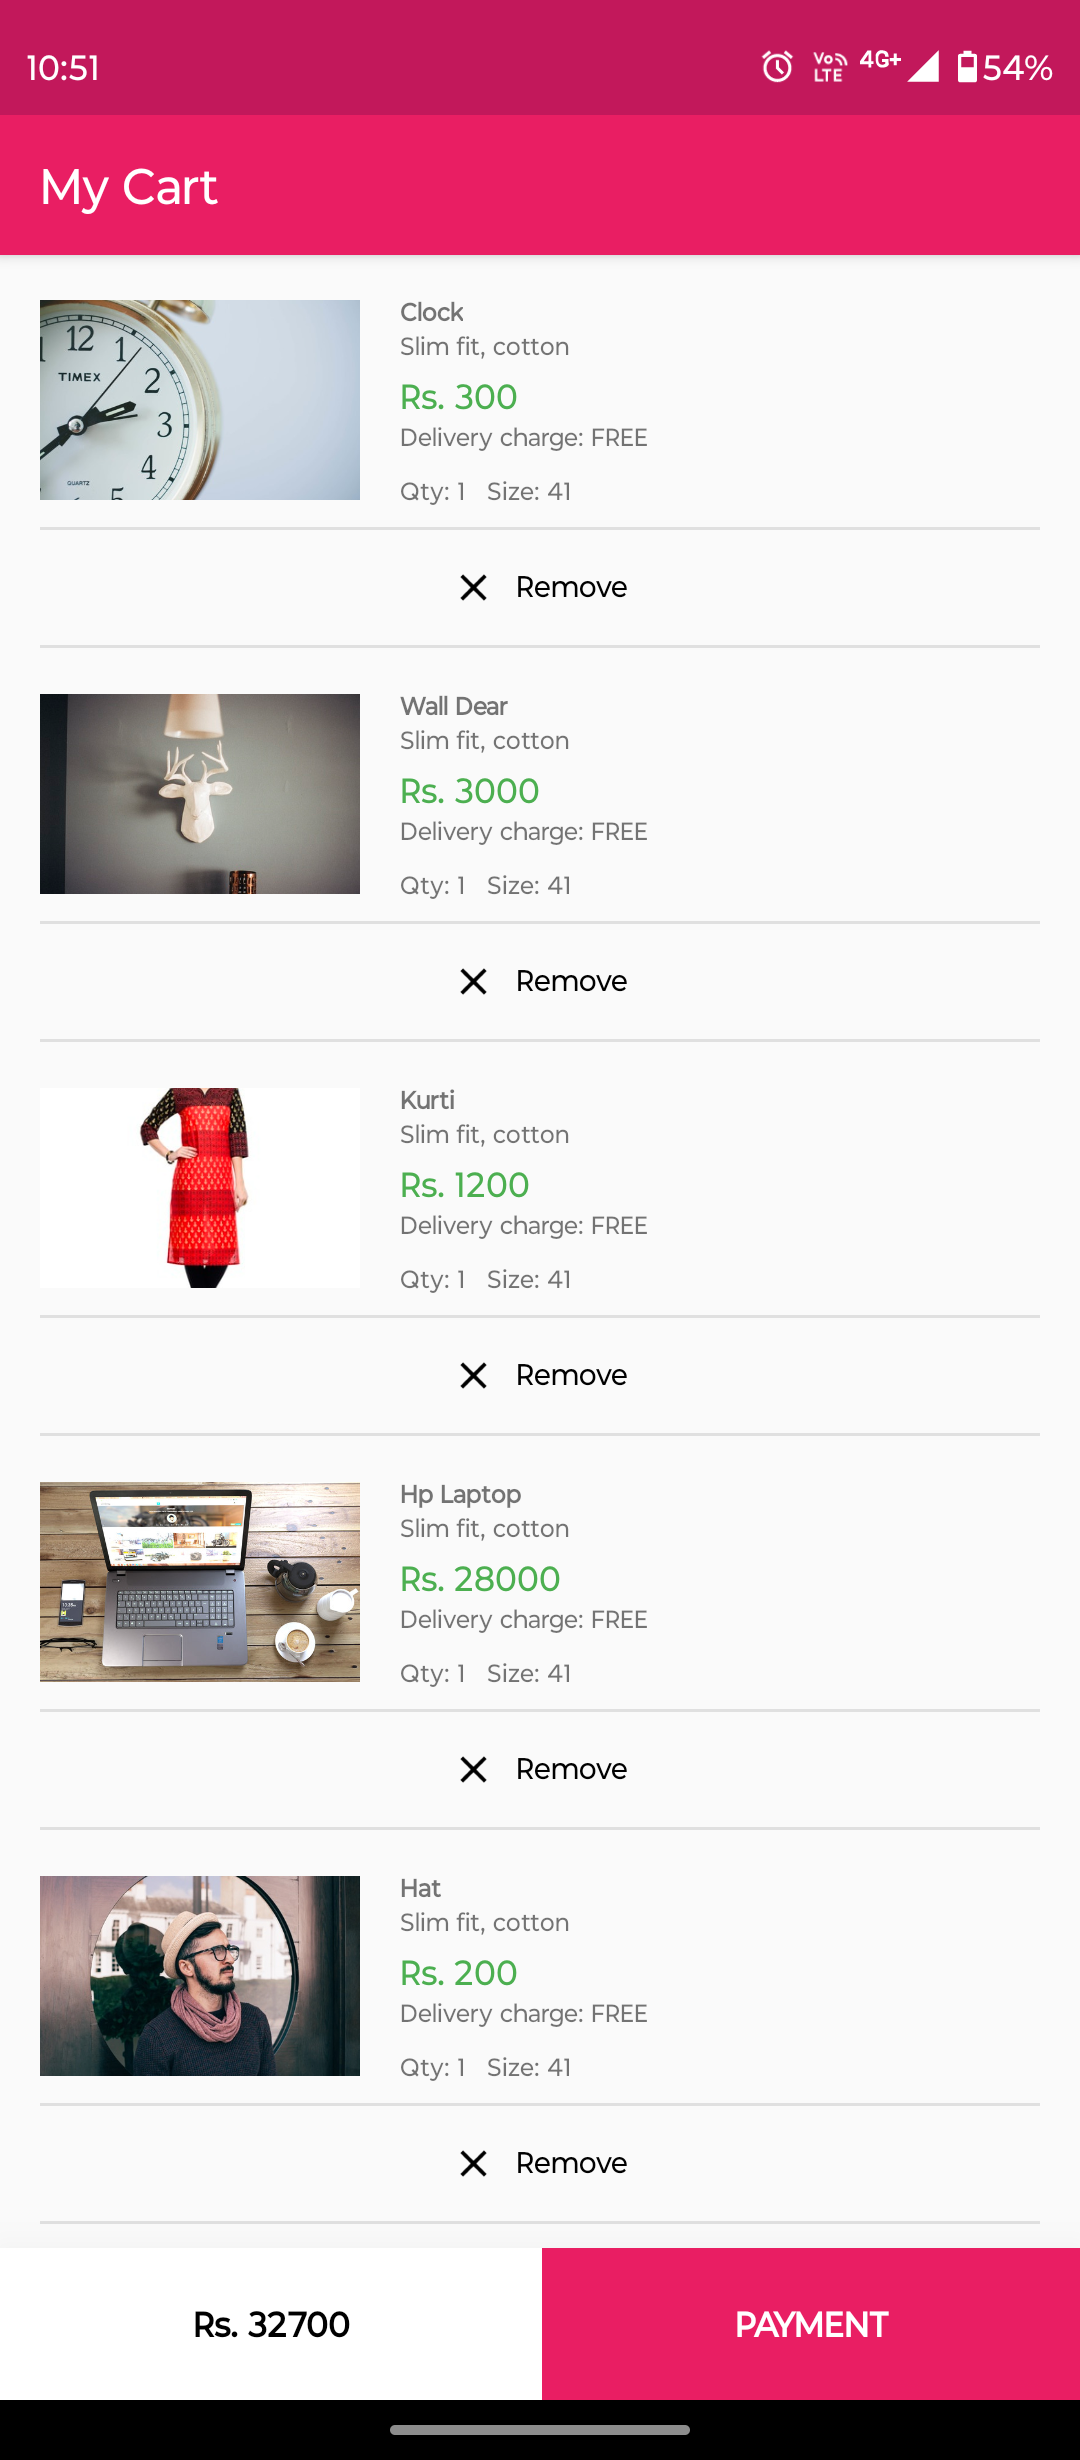 10:51
Vo LTE 4G+ 54%
My Cart
12
1
2
3
4
5
TIMEX
QUARTZ
Clock
Slim fit, cotton
Rs. 300
Delivery charge: FREE
Qty: 1 Size: 41
Remove
Wall Dear
Slim fit, cotton
Rs. 3000
Delivery charge: FREE
Qty: 1 Size: 41
Remove
Kurti
Slim fit, cotton
Rs. 1200
Delivery charge: FREE
Qty: 1 Size: 41
Remove
Hp Laptop
Slim fit, cotton
Rs. 28000
Delivery charge: FREE
Qty: 1 Size: 41
Remove
Hat
Slim fit, cotton
Rs. 200
Delivery charge: FREE
Qty: 1 Size: 41
Remove
Rs. 32700
PAYMENT